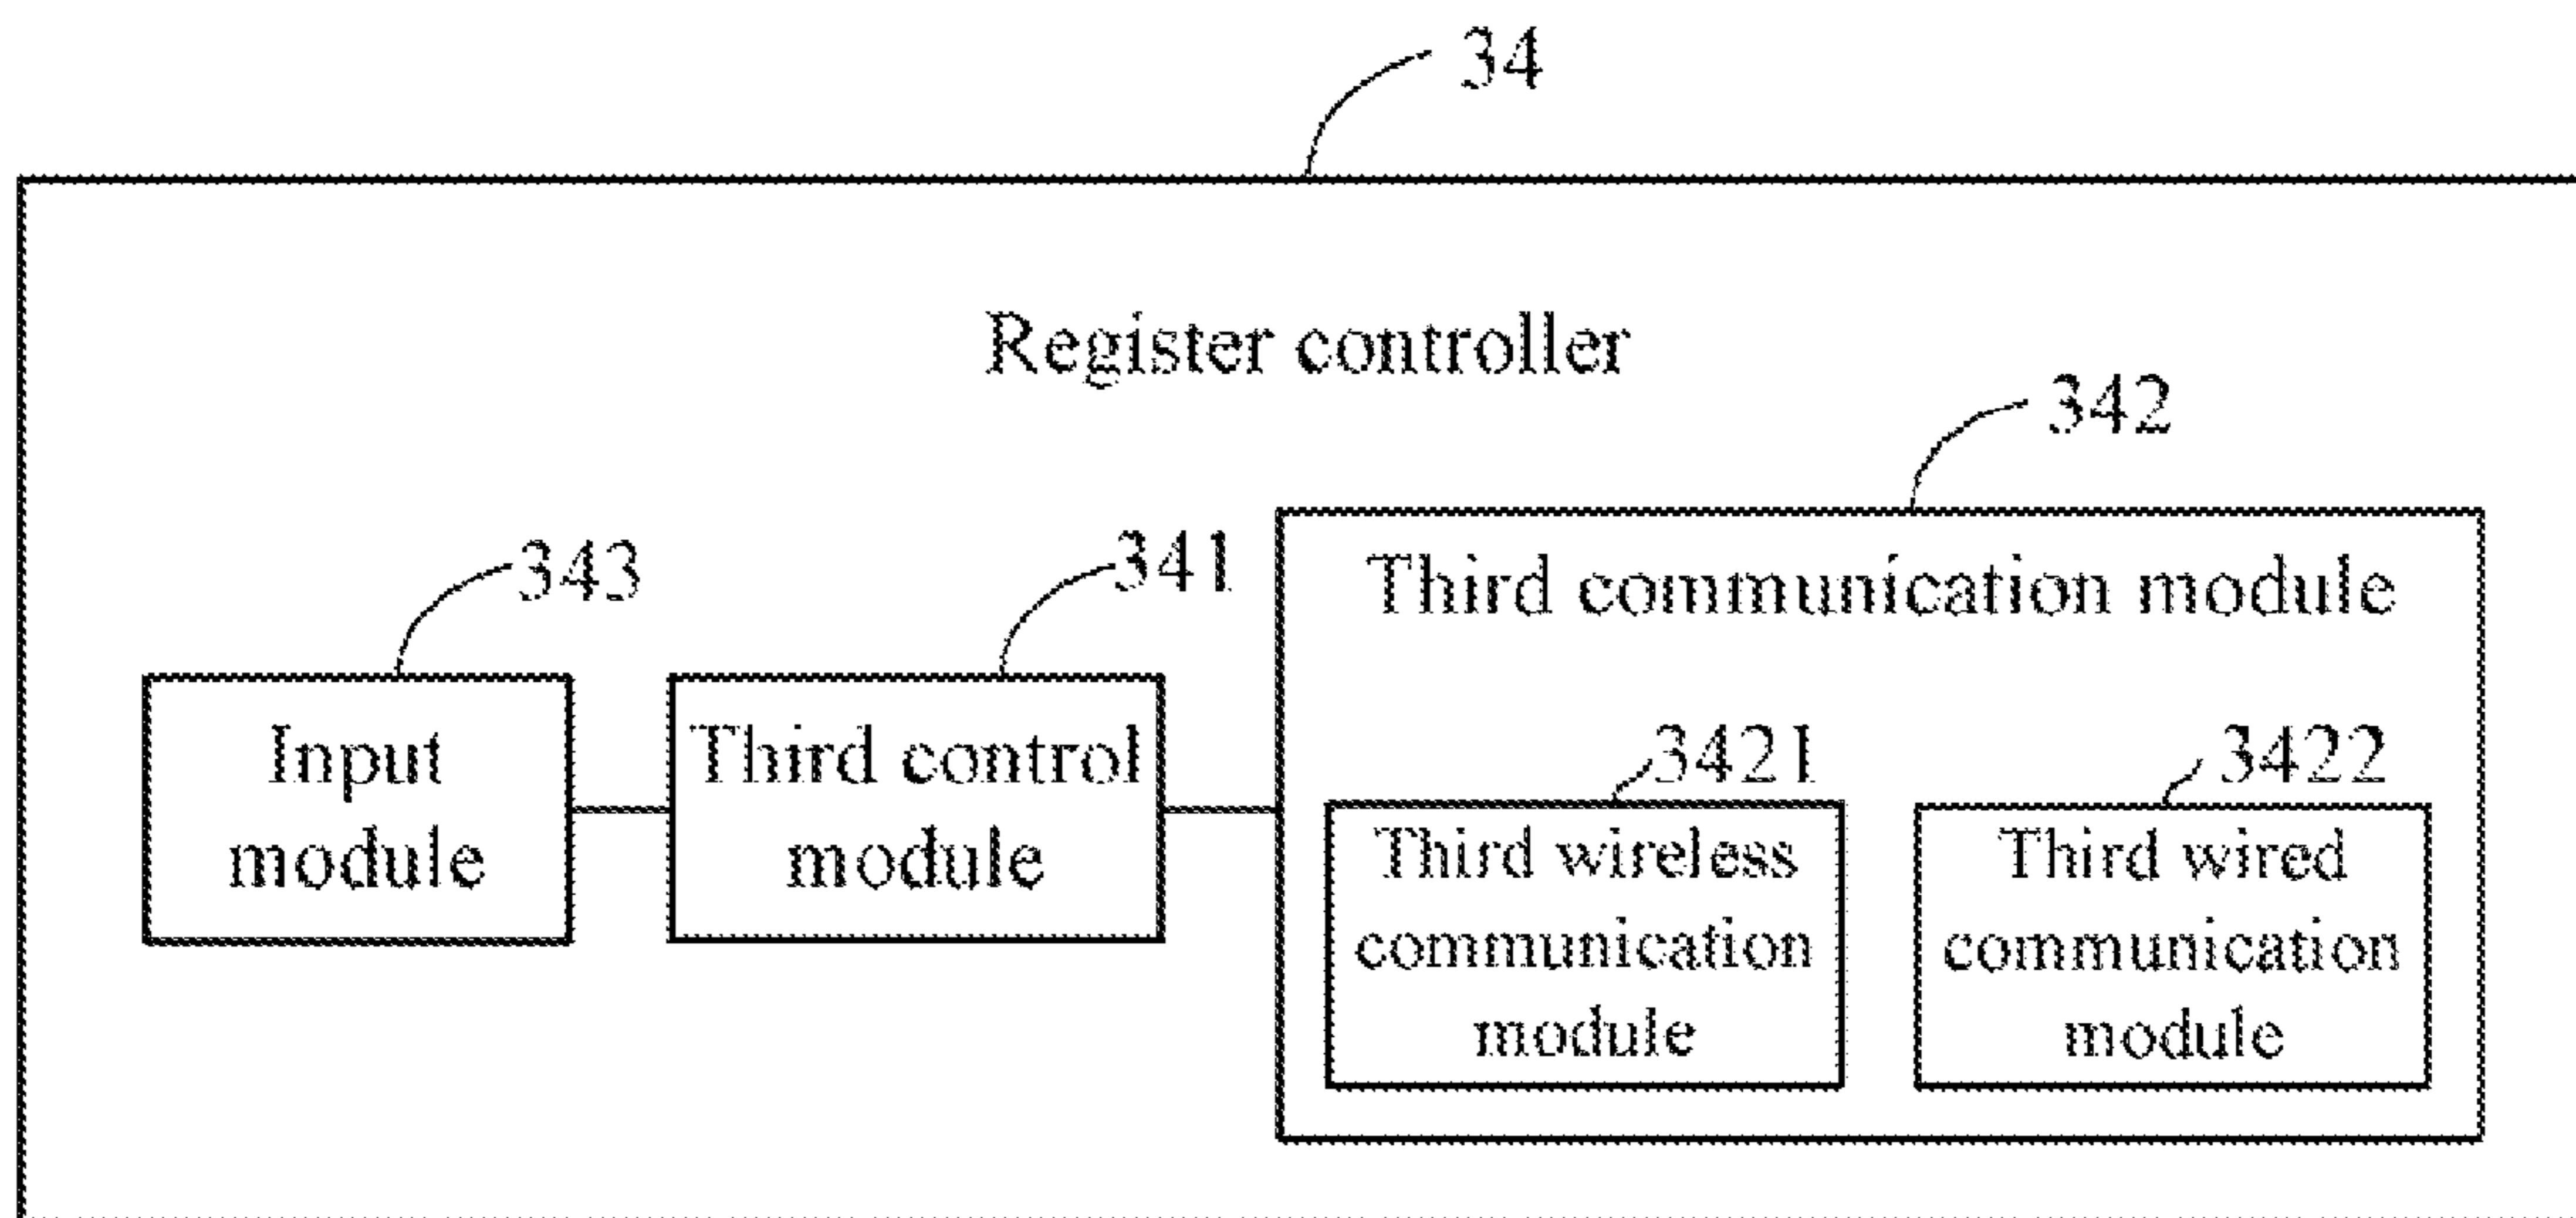 34
Register controller
342
343
341
Third communication module
Input
module
Third control
module
3421
3422
Third wireless
communication
module
Third wired
communication
module